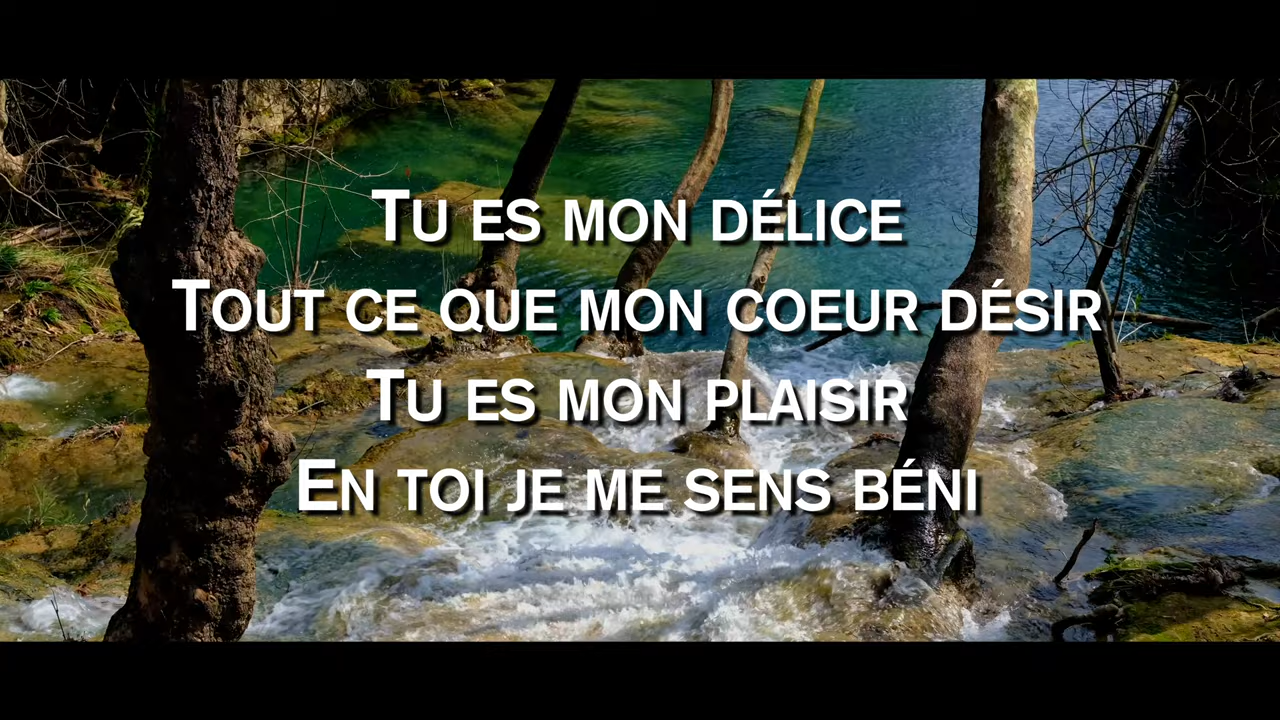 Tu es mon délice
Tout ce que mon coeur désir
Tu es mon plaisir
En toi je me sens béni